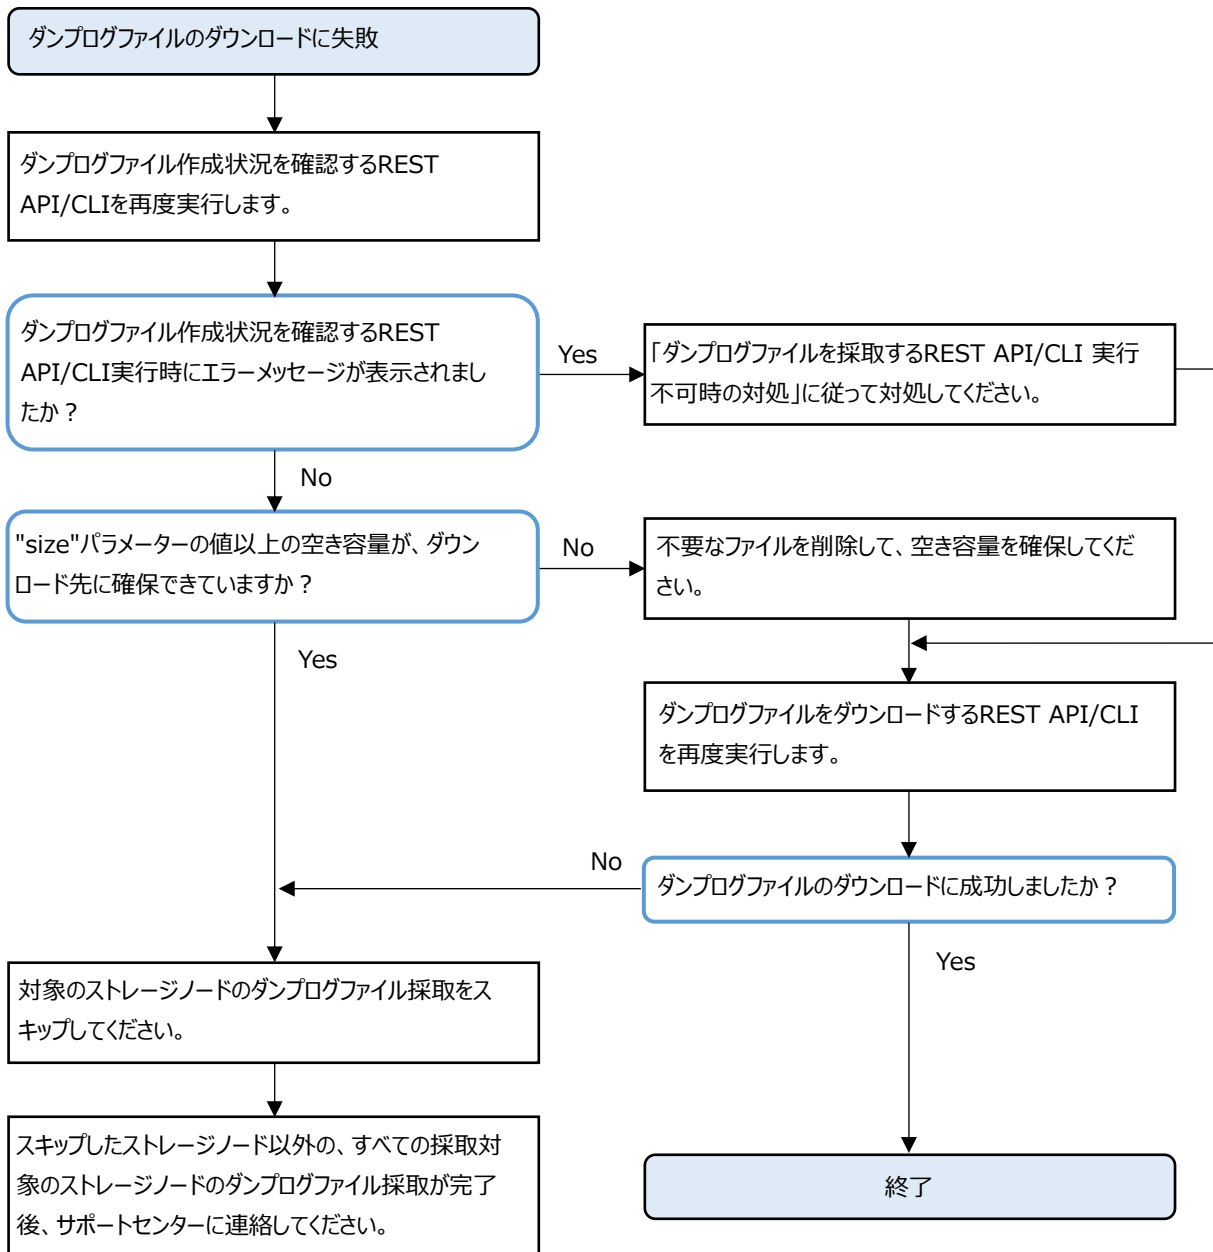 ダンプログファイルのダウンロードに失敗
ダンプログファイル作成状況を確認するREST
API/CLIを再度実行します。
ダンプログファイル作成状況を確認するREST
API/CLI実行時にエラーメッセージが表示されまし
たか？
Yes
「ダンプログファイルを採取するREST API/CLI 実行
不可時の対処」に従って対処してください。
No
"size"パラメーターの値以上の空き容量が、ダウン
ロード先に確保できていますか？
No
不要なファイルを削除して、空き容量を確保してくだ
さい。
Yes
ダンプログファイルをダウンロードするREST API/CLI
を再度実行します。
No
ダンプログファイルのダウンロードに成功しましたか？
Yes
対象のストレージノードのダンプログファイル採取をス
キップしてください。
スキップしたストレージノード以外の、すべての採取対
象のストレージノードのダンプログファイル採取が完了
後、サポートセンターに連絡してください。
終了